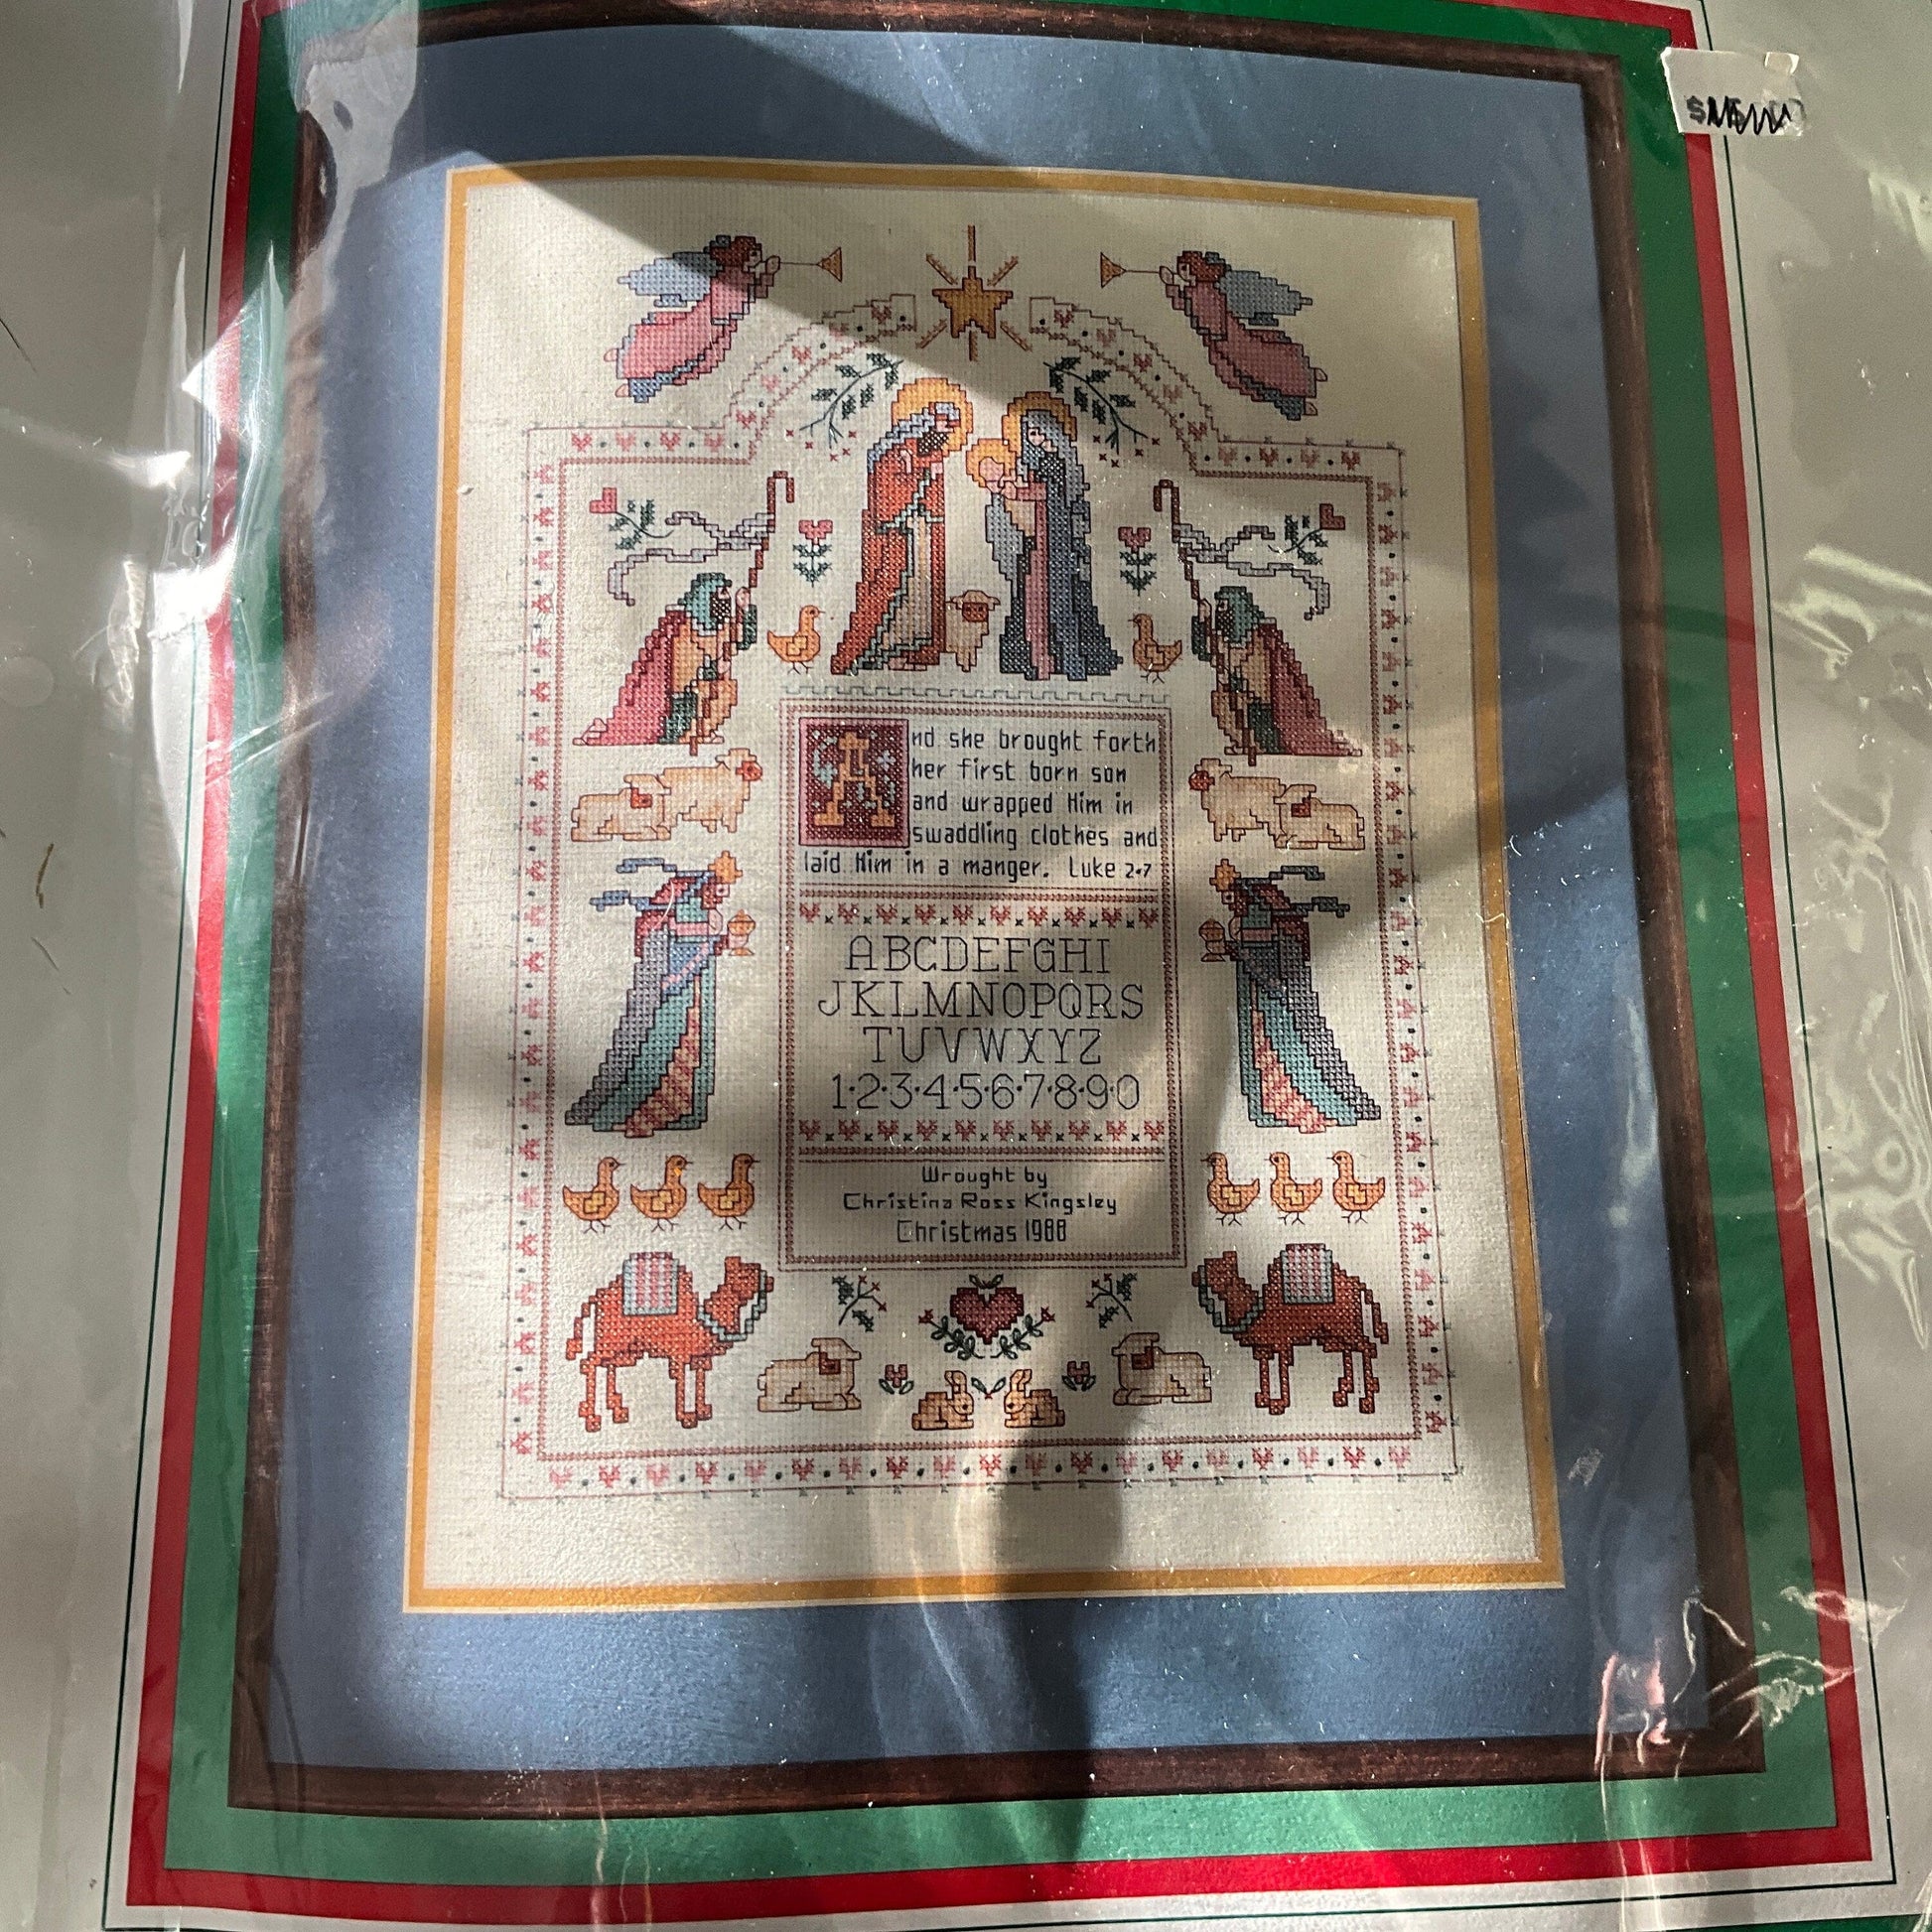 And she brought forth
her first born son
and wrapped Him in
swaddling clothes and
laid Him in a manger. Luke 2•7
ABCDEFGHI
JKLMNOPQRS
TUVWXYZ
1•2•3•4•5•6•7•8•9•0
Wrought by
Christina Ross Kingsley
Christmas 1988